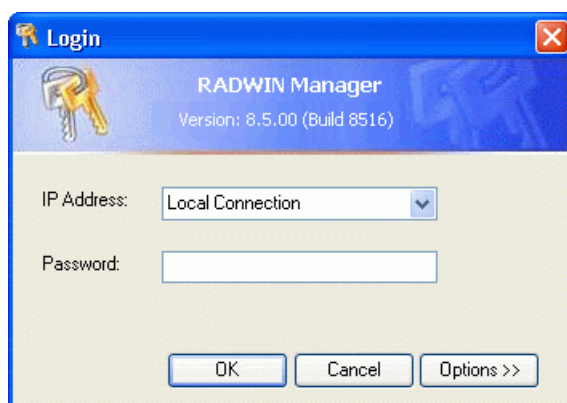 Login
RADWIN Manager
Version: 8.5.00 (Build 8516)
IP Address: Local Connection
Password:
OK Cancel Options >>